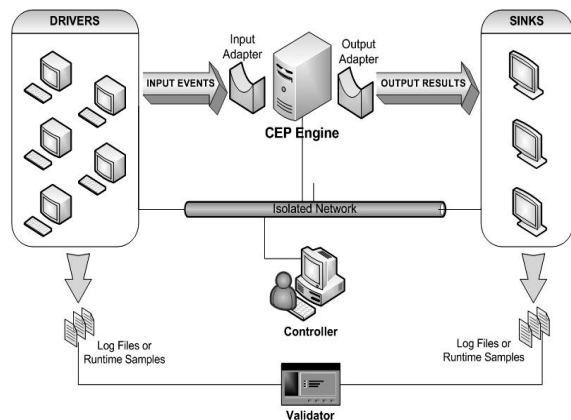 DRIVERS
SINKS
Input
Adapter
Output
Adapter
INPUT EVENTS
OUTPUT RESULTS
CEP Engine
Isolated Network
Controller
Log Files or
Runtime Samples
Log Files or
Runtime Samples
Validator